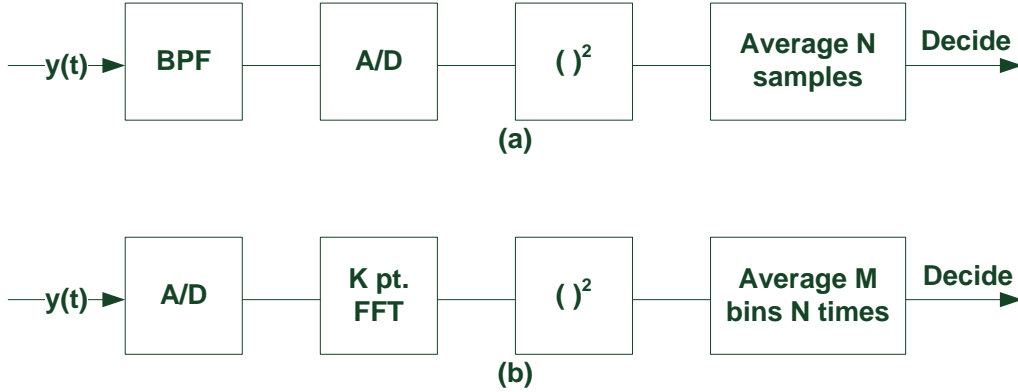 y(t)
BPF
A/D
( )²
Average N
samples
Decide
(a)
y(t)
A/D
K pt.
FFT
( )²
Average M
bins N times
Decide
(b)